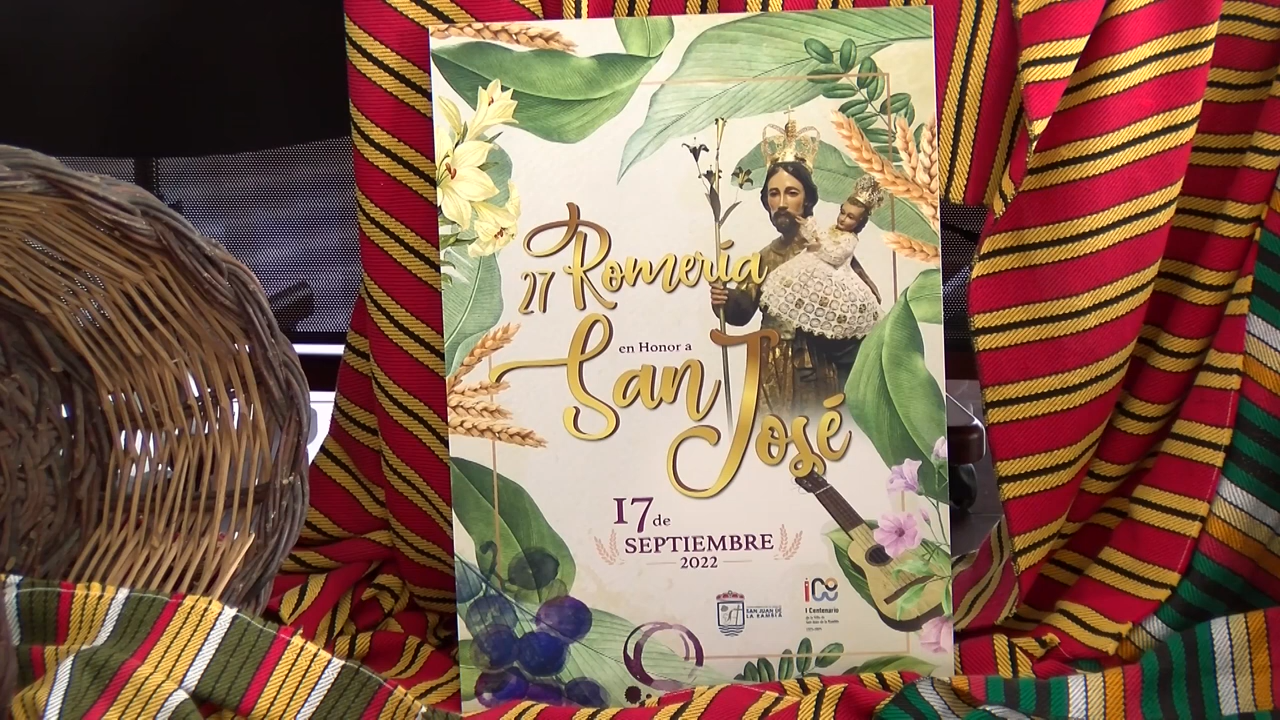 27 Romería
en Honor a
San José
17 de
SEPTIEMBRE
2022
SAN JUAN DE
LA RAMBLA
I Centenario